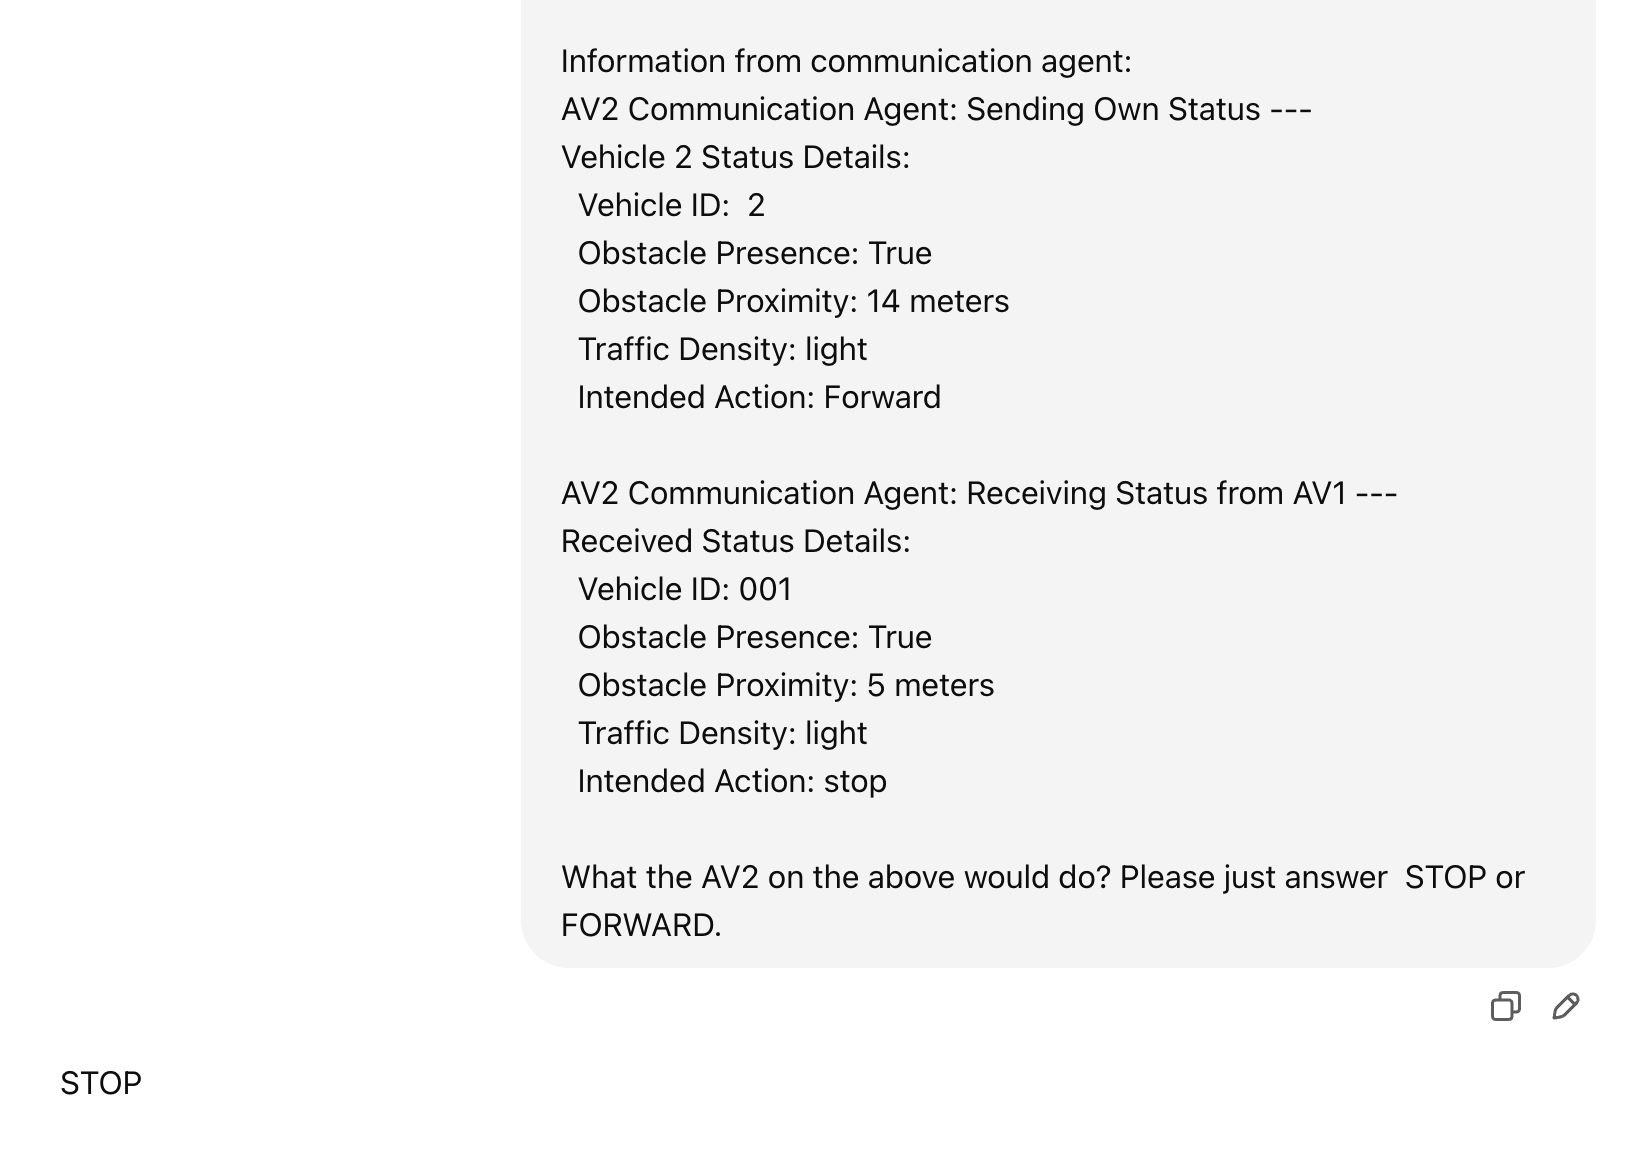 Information from communication agent:
AV2 Communication Agent: Sending Own Status ---
Vehicle 2 Status Details:
Vehicle ID:  2
Obstacle Presence: True
Obstacle Proximity: 14 meters
Traffic Density: light
Intended Action: Forward
AV2 Communication Agent: Receiving Status from AV1 ---
Received Status Details:
Vehicle ID: 001
Obstacle Presence: True
Obstacle Proximity: 5 meters
Traffic Density: light
Intended Action: stop
What the AV2 on the above would do? Please just answer  STOP or
FORWARD.
STOP